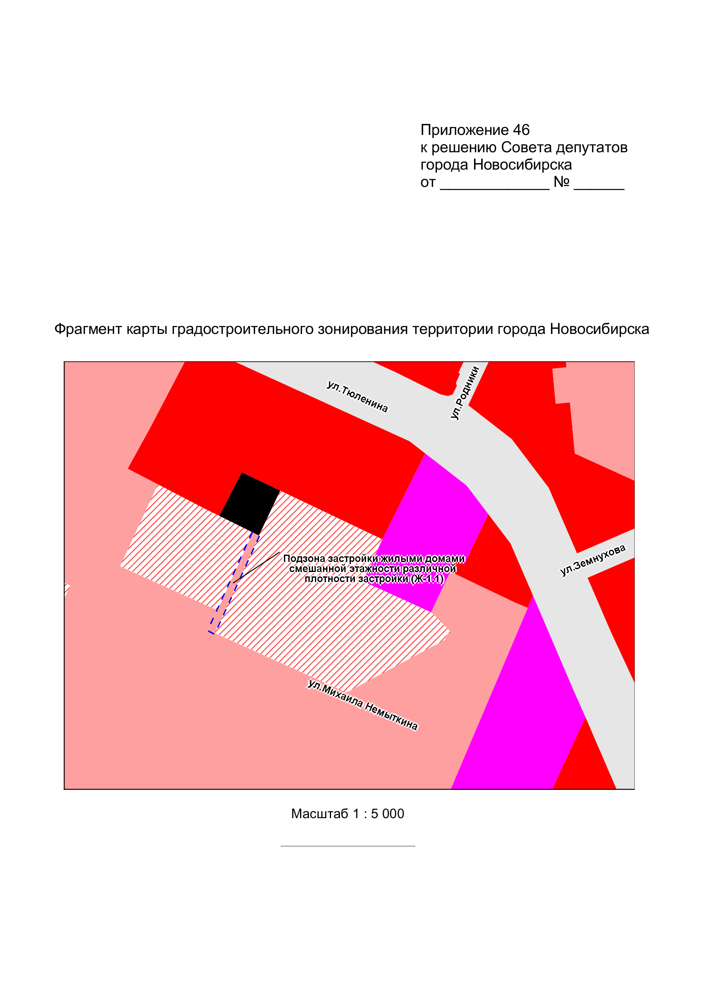 Приложение 46
к решению Совета депутатов
города Новосибирска
от _____________ № ______
Фрагмент карты градостроительного зонирования территории города Новосибирска
ул.Тюленина
ул.Родники
ул.Земнухова
Подзона застройки жилыми домами
смешанной этажности различной
плотности застройки (Ж-1.1)
ул.Михаила Немыткина
Масштаб 1 : 5 000